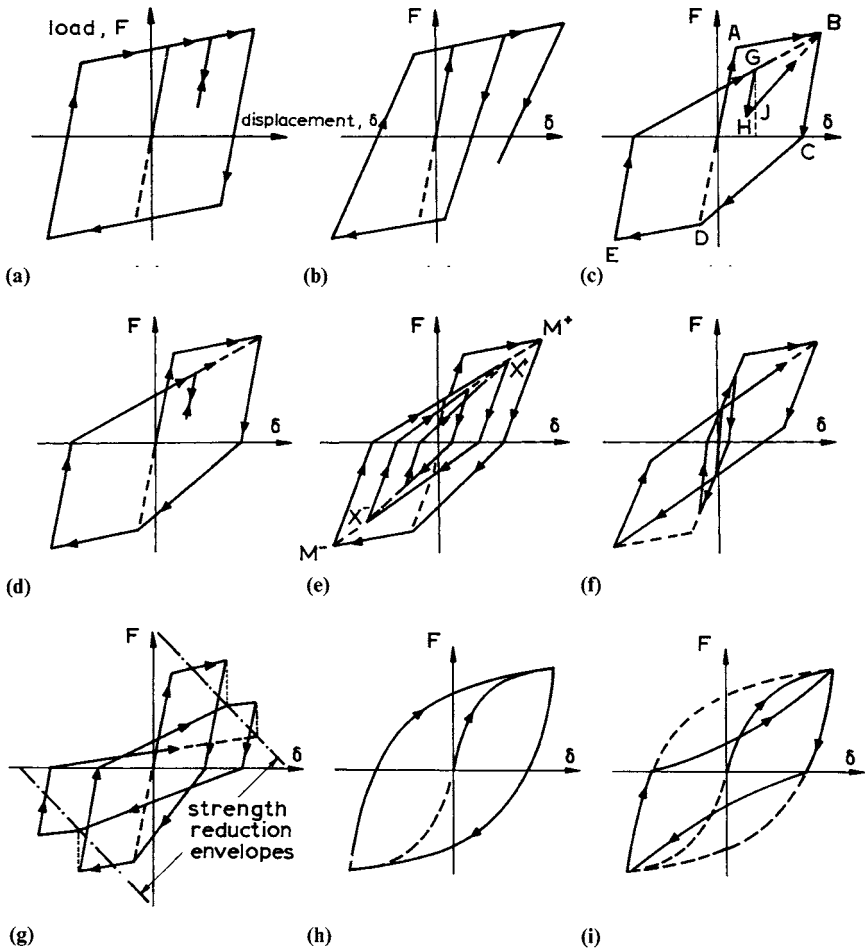 load, F
displacement, δ
(a)
F
δ
(b)
F
A
B
G
J
H
δ
C
D
E
(c)
F
δ
(d)
F
M+
X+
δ
X-
M-
(e)
F
δ
(f)
F
δ
strength
reduction
envelopes
(g)
F
δ
(h)
F
δ
(i)